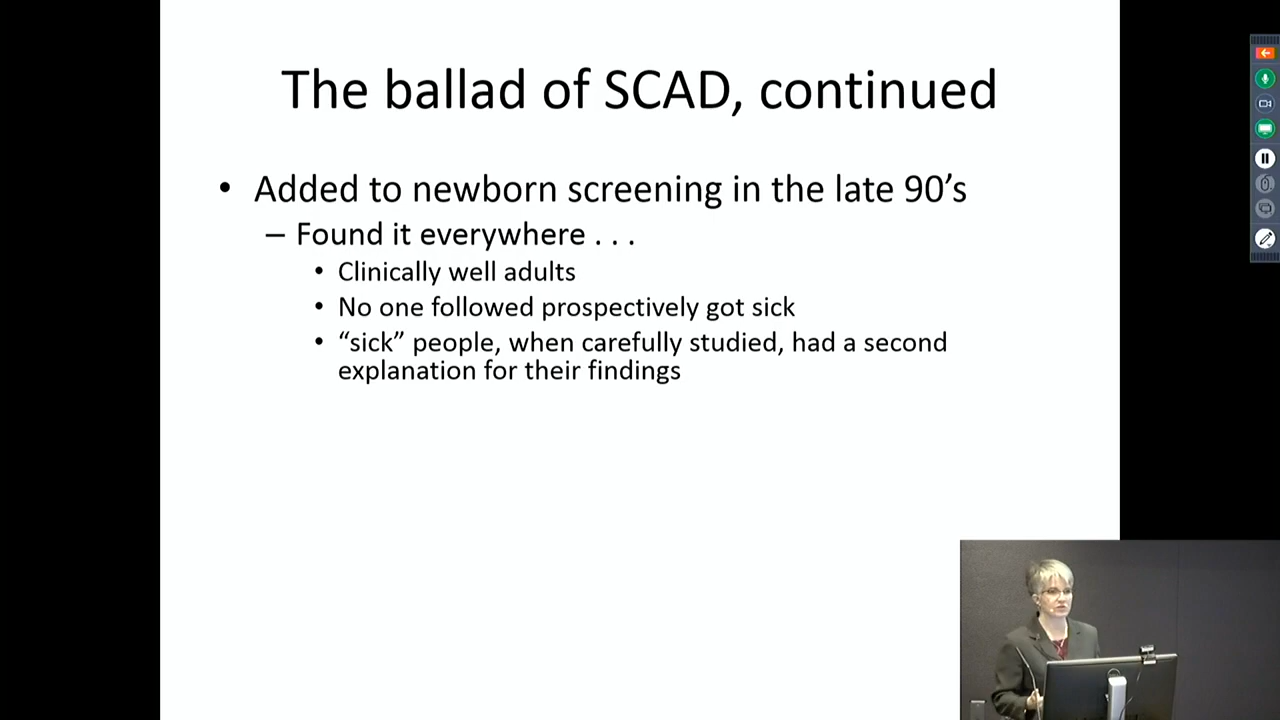 The ballad of SCAD, continued
• Added to newborn screening in the late 90’s
– Found it everywhere . . .
• Clinically well adults
• No one followed prospectively got sick
• “sick” people, when carefully studied, had a second
explanation for their findings